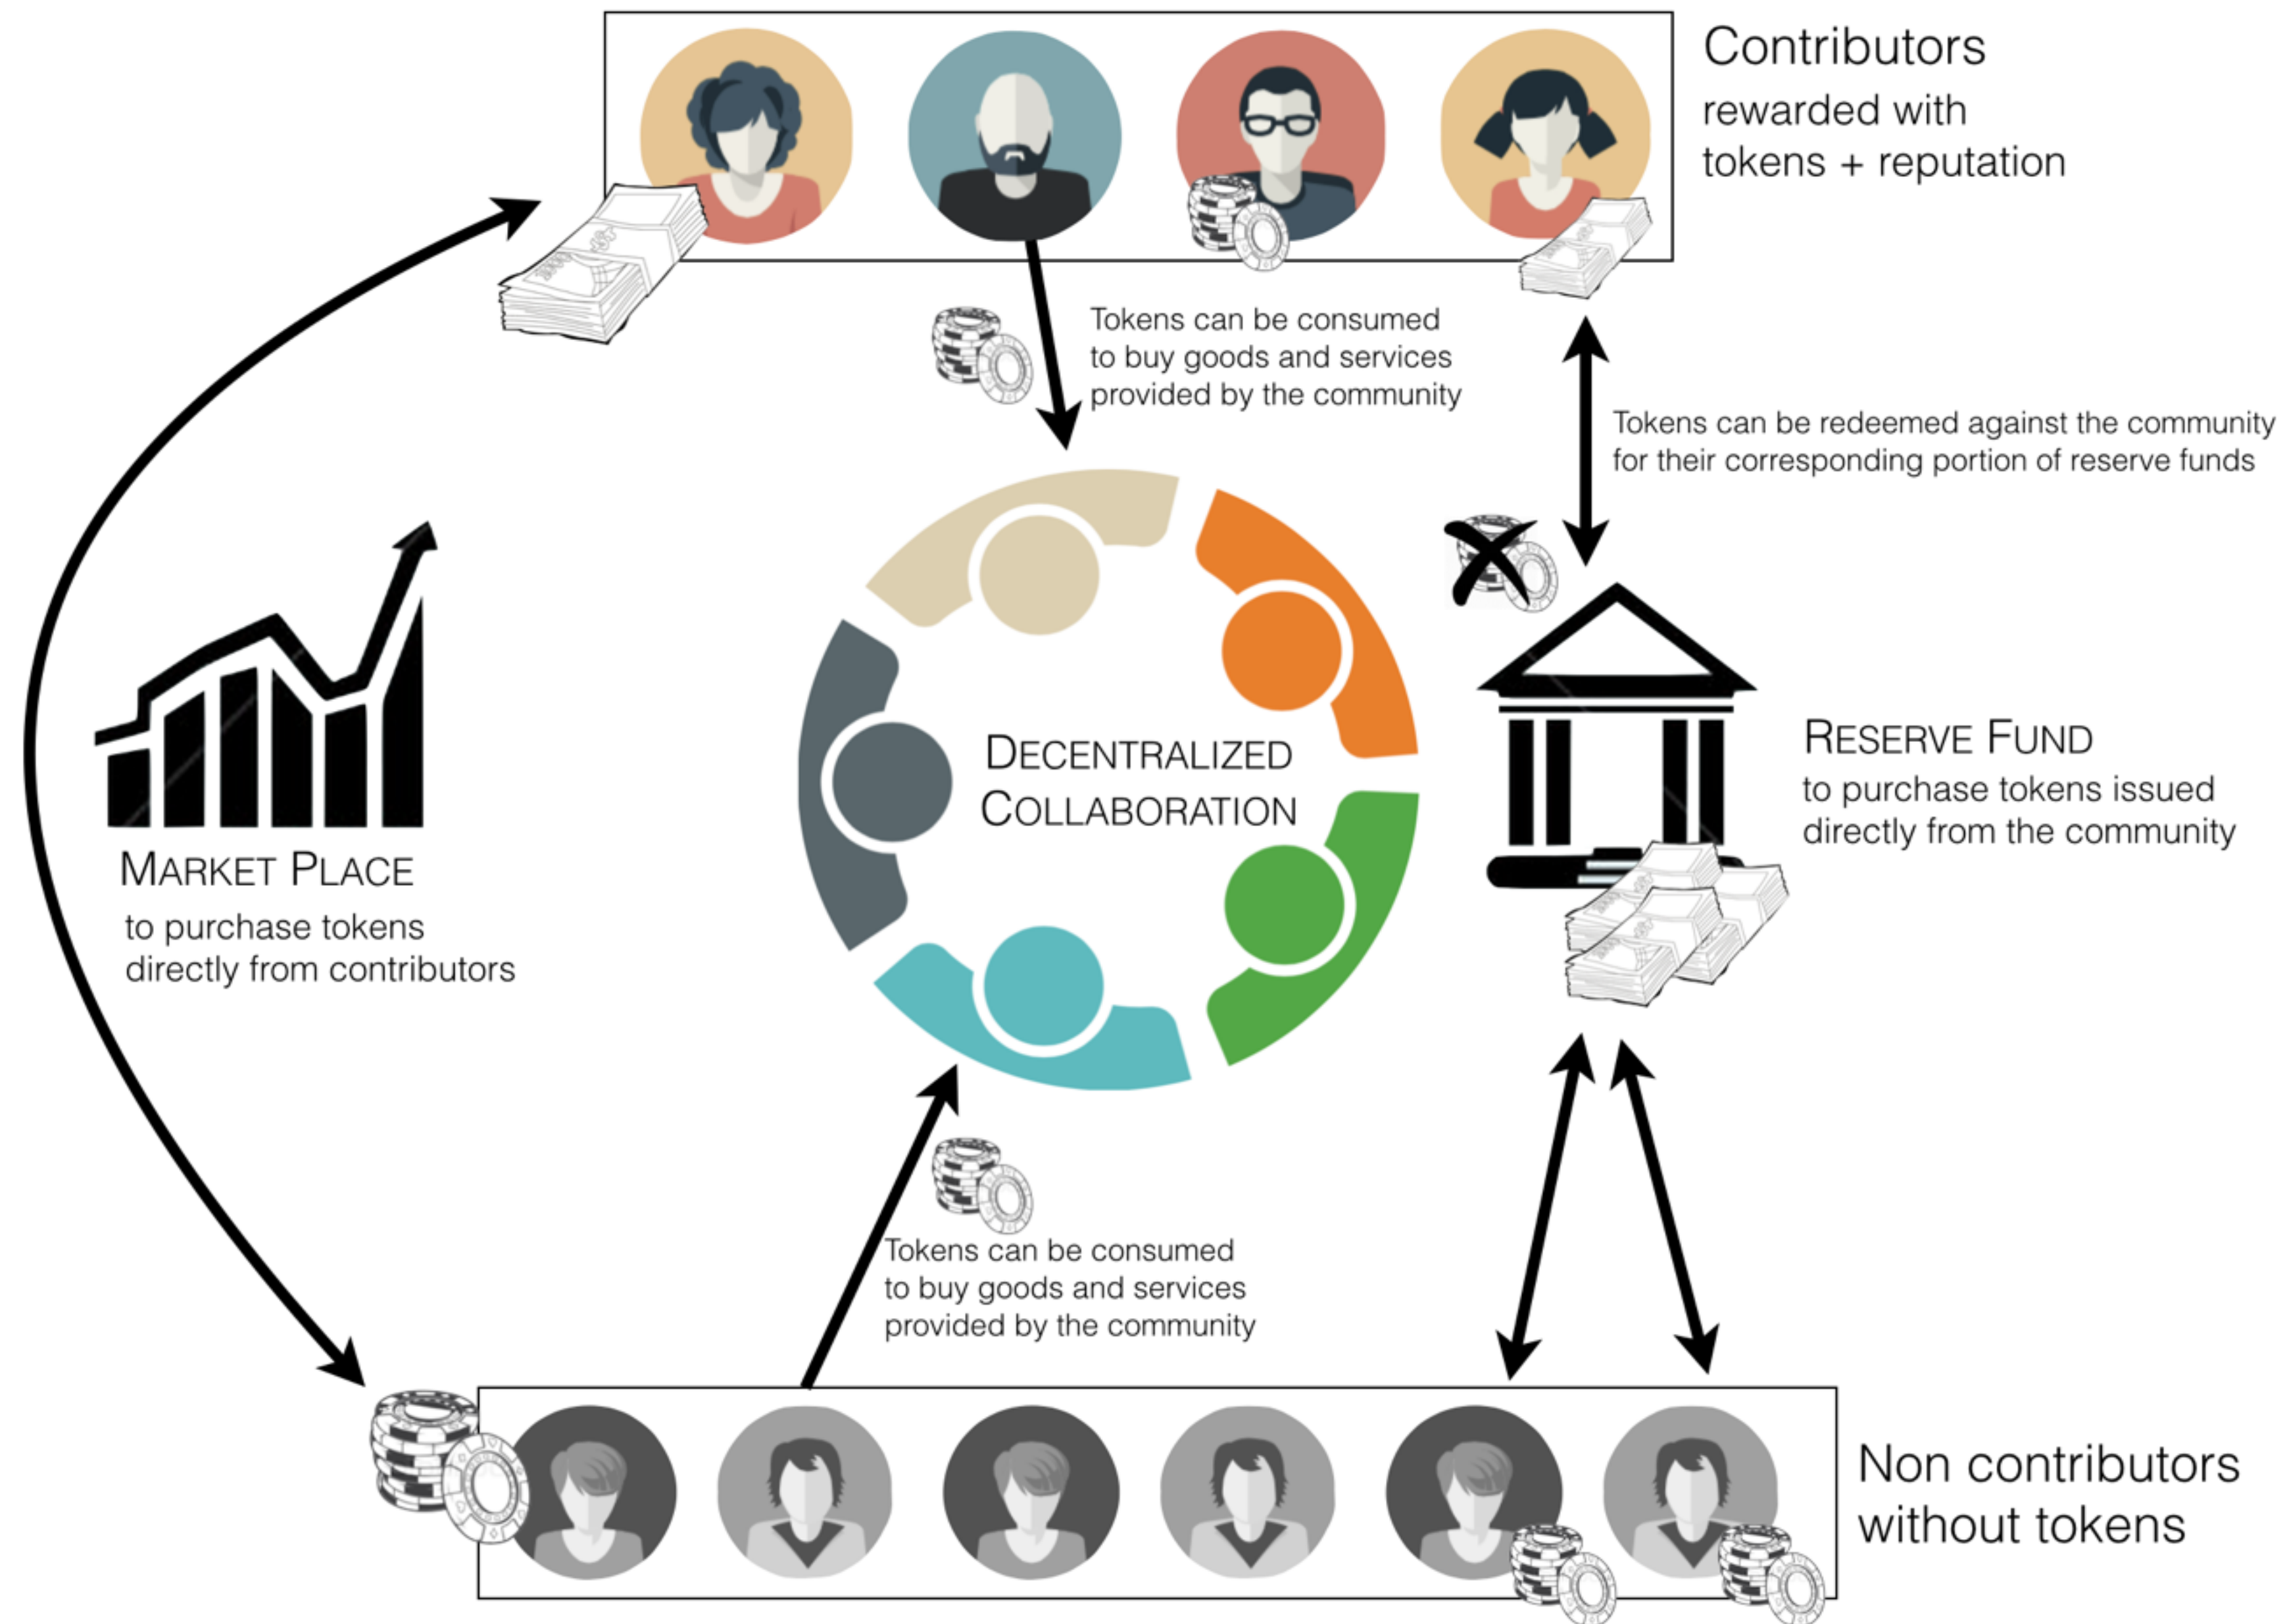 Contributors
rewarded with
tokens + reputation
Tokens can be consumed
to buy goods and services
provided by the community
Tokens can be redeemed against the community
for their corresponding portion of reserve funds
DECENTRALIZED
COLLABORATION
RESERVE FUND
to purchase tokens issued
directly from the community
MARKET PLACE
to purchase tokens
directly from contributors
Tokens can be consumed
to buy goods and services
provided by the community
Non contributors
without tokens